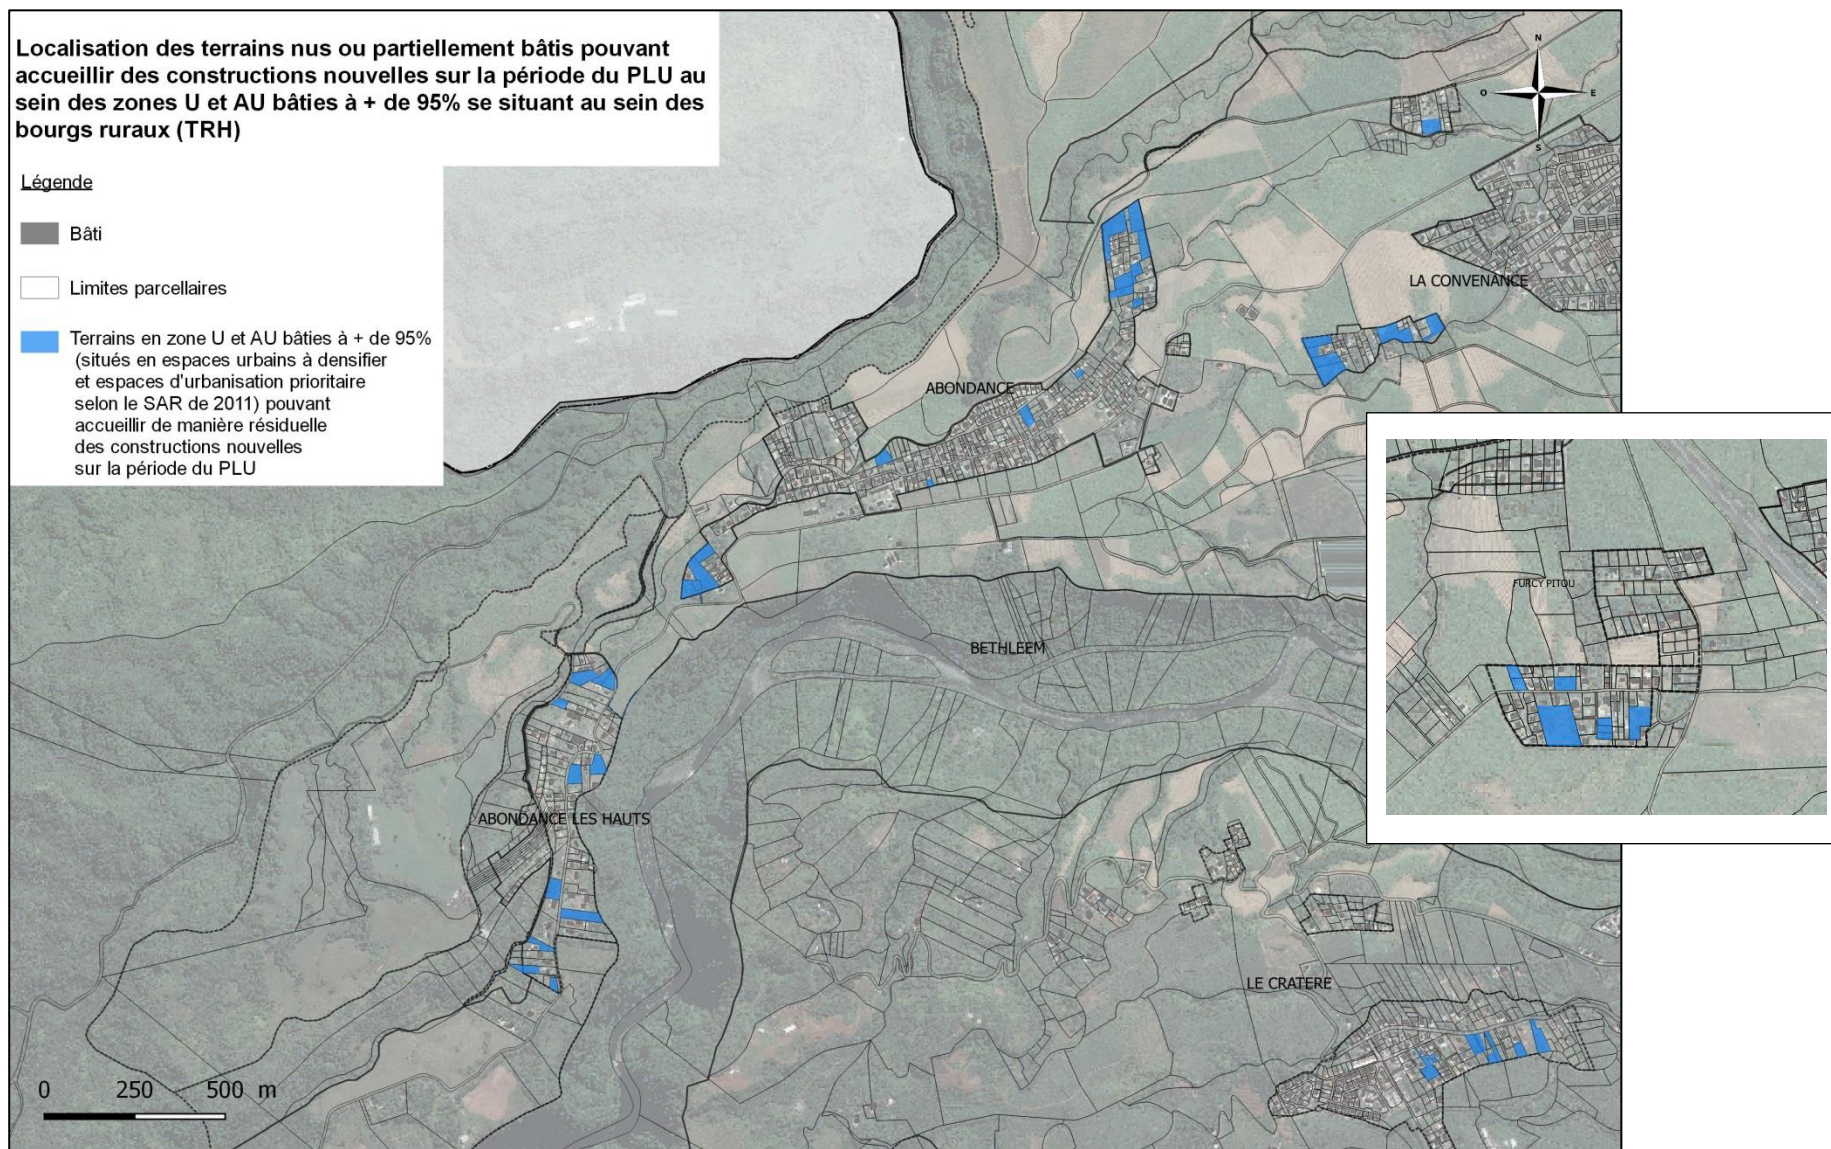 Localisation des terrains nus ou partiellement bâtis pouvant
accueillir des constructions nouvelles sur la période du PLU au
sein des zones U et AU bâties à + de 95% se situant au sein des
bourgs ruraux (TRH)
Légende
Bâti
Limites parcellaires
Terrains en zone U et AU bâties à + de 95%
(situés en espaces urbains à densifier
et espaces d'urbanisation prioritaire
selon le SAR de 2011) pouvant
accueillir de manière résiduelle
des constructions nouvelles
sur la période du PLU
N
O
E
S
LA CONVENANCE
ABONDANCE
FURCY PITOU
BETHLEEM
ABONDANCE LES HAUTS
LE CRATERE
0 250 500 m